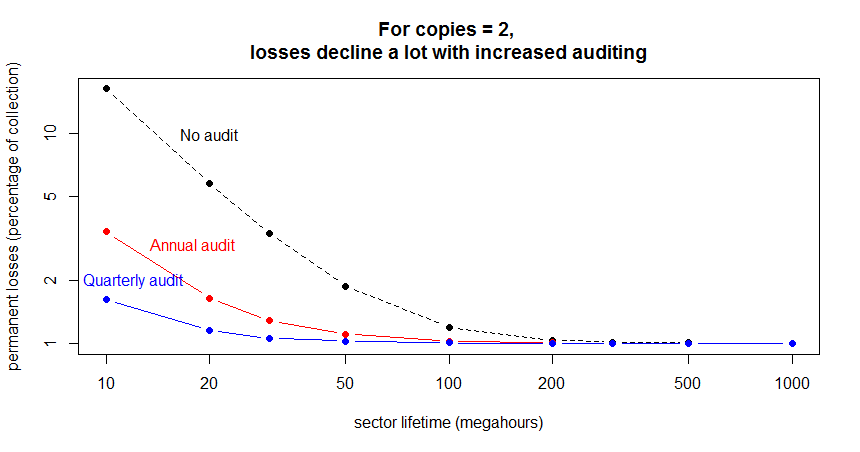 For copies = 2,
losses decline a lot with increased auditing
permanent losses (percentage of collection)
10
5
2
1
No audit
Annual audit
Quarterly audit
10 20 50 100 200 500 1000
sector lifetime (megahours)